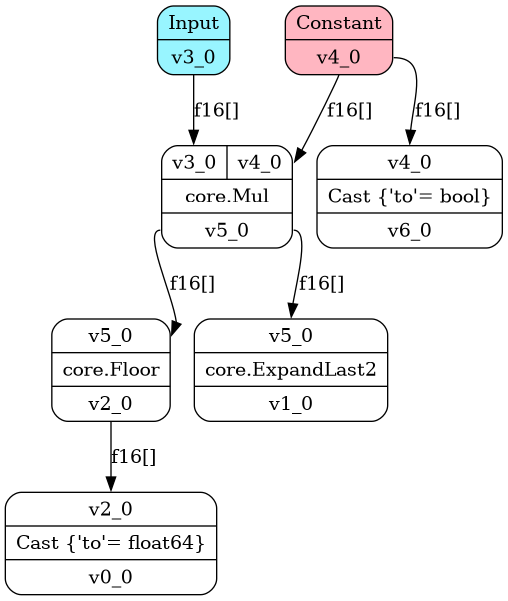 Input
v3_0
Constant
v4_0
f16[]
f16[]
f16[]
v3_0 v4_0
core.Mul
v5_0
v4_0
Cast {'to'= bool}
v6_0
f16[]
f16[]
v5_0
core.Floor
v2_0
v5_0
core.ExpandLast2
v1_0
f16[]
v2_0
Cast {'to'= float64}
v0_0